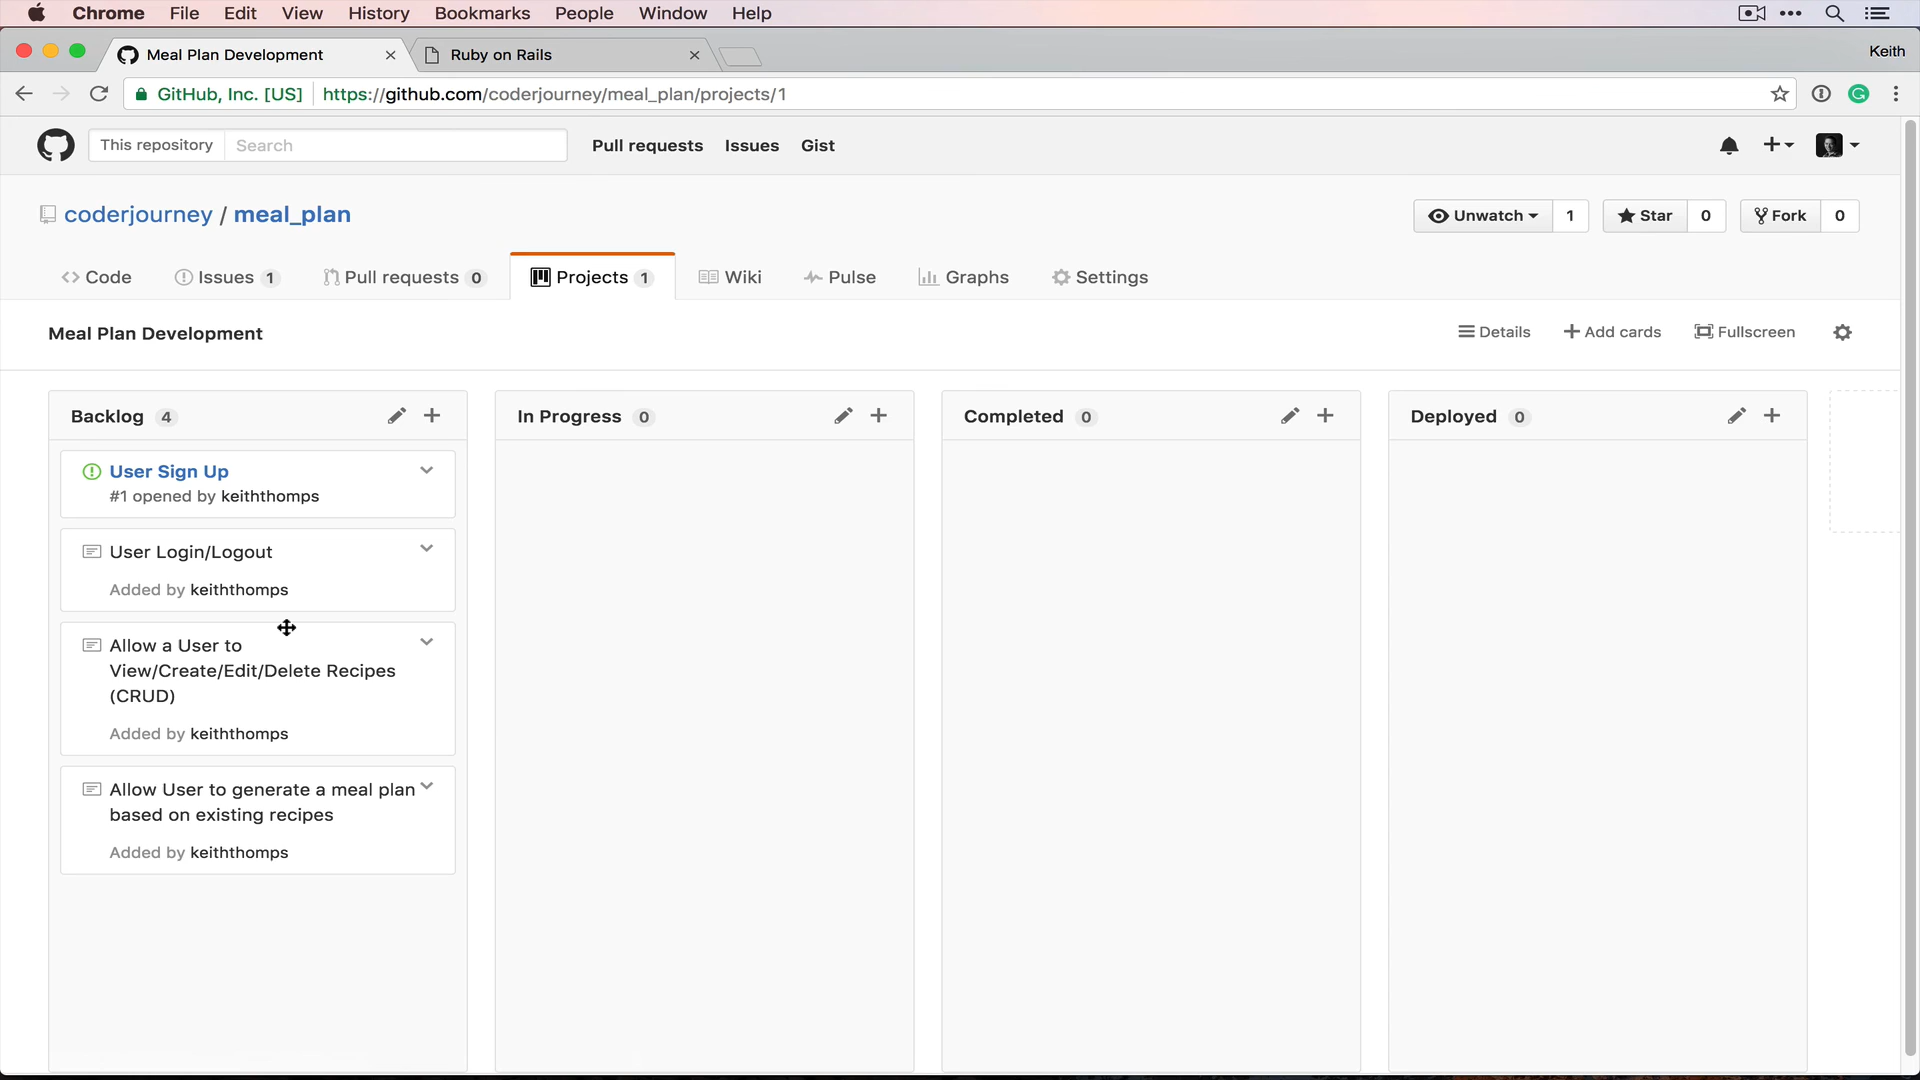 Chrome File Edit View History Bookmarks People Window Help
Meal Plan Development Ruby on Rails Keith
GitHub, Inc. [US] https://github.com/coderjourney/meal_plan/projects/1
This repository Search Pull requests Issues Gist
coderjourney / meal_plan Unwatch 1 Star 0 Fork 0
Code Issues 1 Pull requests 0 Projects 1 Wiki Pulse Graphs Settings
Meal Plan Development Details Add cards Fullscreen
Backlog 4 In Progress 0 Completed 0 Deployed 0
User Sign Up
#1 opened by keiththomps
User Login/Logout
Added by keiththomps
Allow a User to
View/Create/Edit/Delete Recipes
(CRUD)
Added by keiththomps
Allow User to generate a meal plan
based on existing recipes
Added by keiththomps